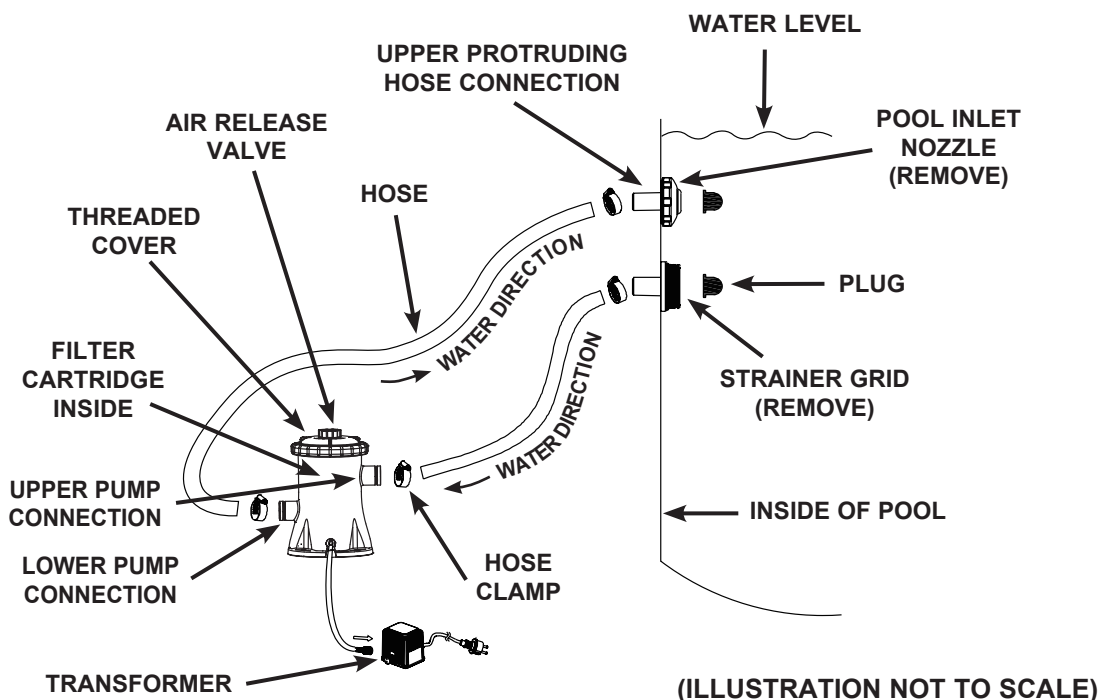 WATER LEVEL
UPPER PROTRUDING
HOSE CONNECTION
AIR RELEASE
VALVE
POOL INLET
NOZZLE
(REMOVE)
HOSE
THREADED
COVER
WATER DIRECTION
PLUG
FILTER
CARTRIDGE
INSIDE
STRAINER GRID
(REMOVE)
WATER DIRECTION
UPPER PUMP
CONNECTION
INSIDE OF POOL
LOWER PUMP
CONNECTION
HOSE
CLAMP
TRANSFORMER
(ILLUSTRATION NOT TO SCALE)